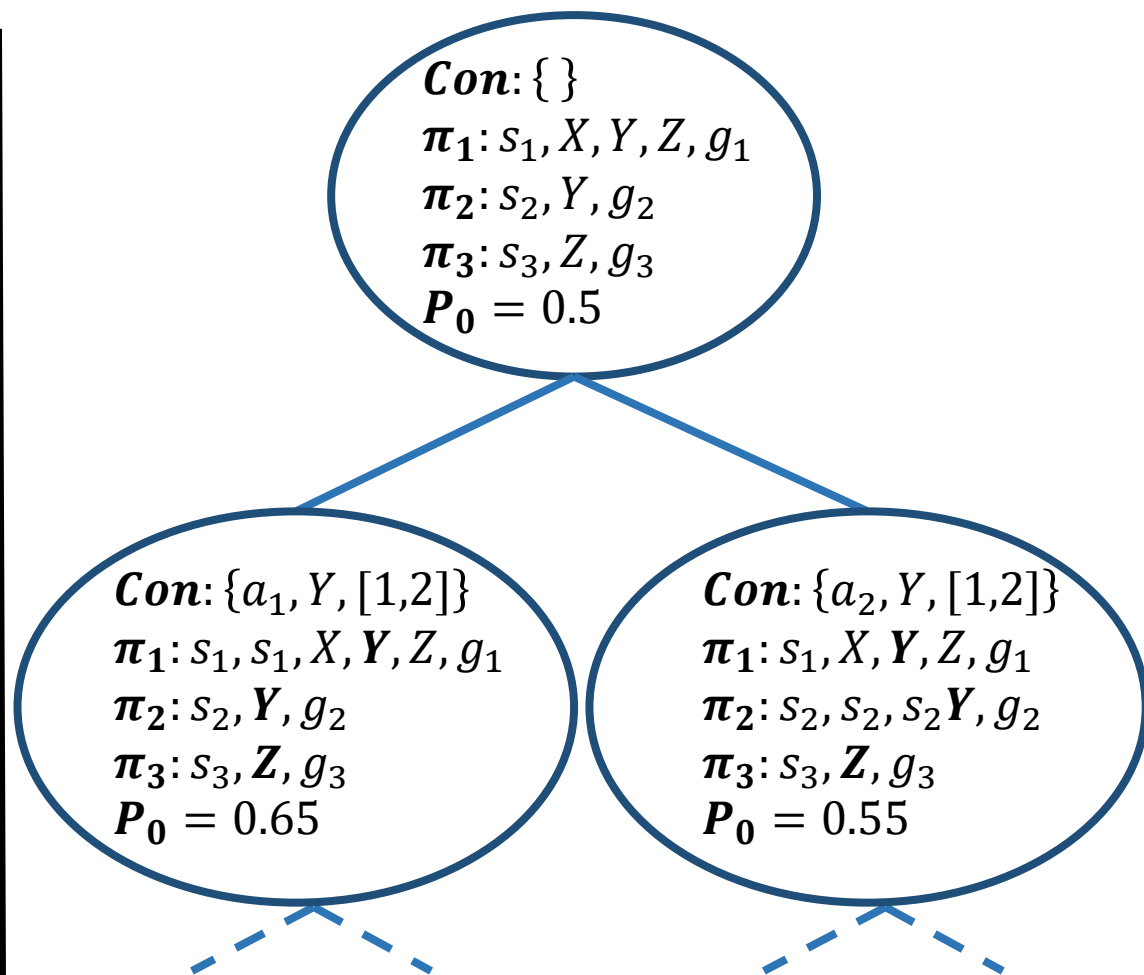 Con: { }
π₁: s₁, X, Y, Z, g₁
π₂: s₂, Y, g₂
π₃: s₃, Z, g₃
P₀ = 0.5
Con: {a₁, Y, [1,2]}
π₁: s₁, s₁, X, Y, Z, g₁
π₂: s₂, Y, g₂
π₃: s₃, Z, g₃
P₀ = 0.65
Con: {a₂, Y, [1,2]}
π₁: s₁, X, Y, Z, g₁
π₂: s₂, s₂, s₂Y, g₂
π₃: s₃, Z, g₃
P₀ = 0.55